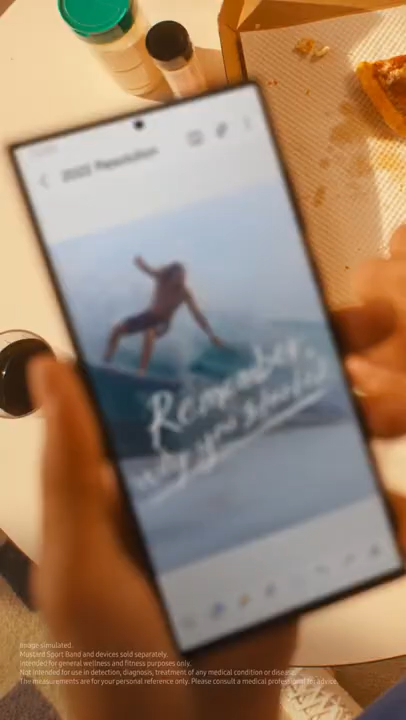 2022 Resolution
Remember,
why you started
Image simulated.
Mustard Sport Band and devices sold separately.
Intended for general wellness and fitness purposes only.
Not intended for use in detection, diagnosis, treatment of any medical condition or disease.
The measurements are for your personal reference only. Please consult a medical professional for advice.